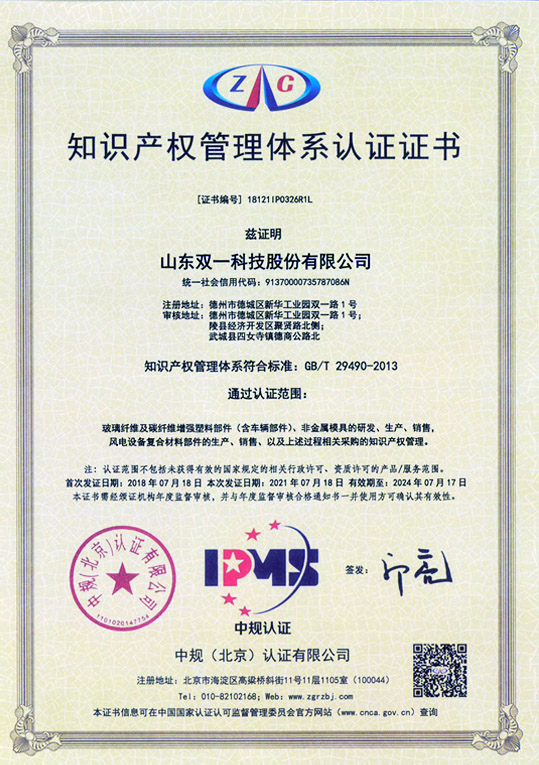 ZGC
知识产权管理体系认证证书
[证书编号] 18121IP0326R1L
兹证明
山东双一科技股份有限公司
统一社会信用代码：91370000735787086N
注册地址：德州市德城区新华工业园双一路1号
审核地址：德州市德城区新华工业园双一路1号；
陵县经济开发区聚贤路北侧；
武城县四女寺镇德商公路北
知识产权管理体系符合标准：GB/T 29490-2013
通过认证范围：
玻璃纤维及碳纤维增强塑料部件（含车辆部件）、非金属模具的研发、生产、销售，
风电设备复合材料部件的生产、销售、以及上述过程相关采购的知识产权管理。
注：认证范围不包括未获得有效的国家规定的相关行政许可、资质许可的产品/服务范围。
首次发证日期：2018年07月18日 本次发证日期：2021年07月18日 有效期至：2024年07月17日
本证书需经颁证机构年度监督审核，并与年度监督审核合格通知书一并使用方可确认其有效性。
中规(北京)认证有限公司
1101020147754
IPMS
中规认证
签发：
中规（北京）认证有限公司
注册地址：北京市海淀区高梁桥斜街11号11层1105室（100044）
Tel：010-82102168；Web: www.zgrzbj.com
本证书信息可在中国国家认证认可监督管理委员会官方网站（www.cnca.gov.cn）查询